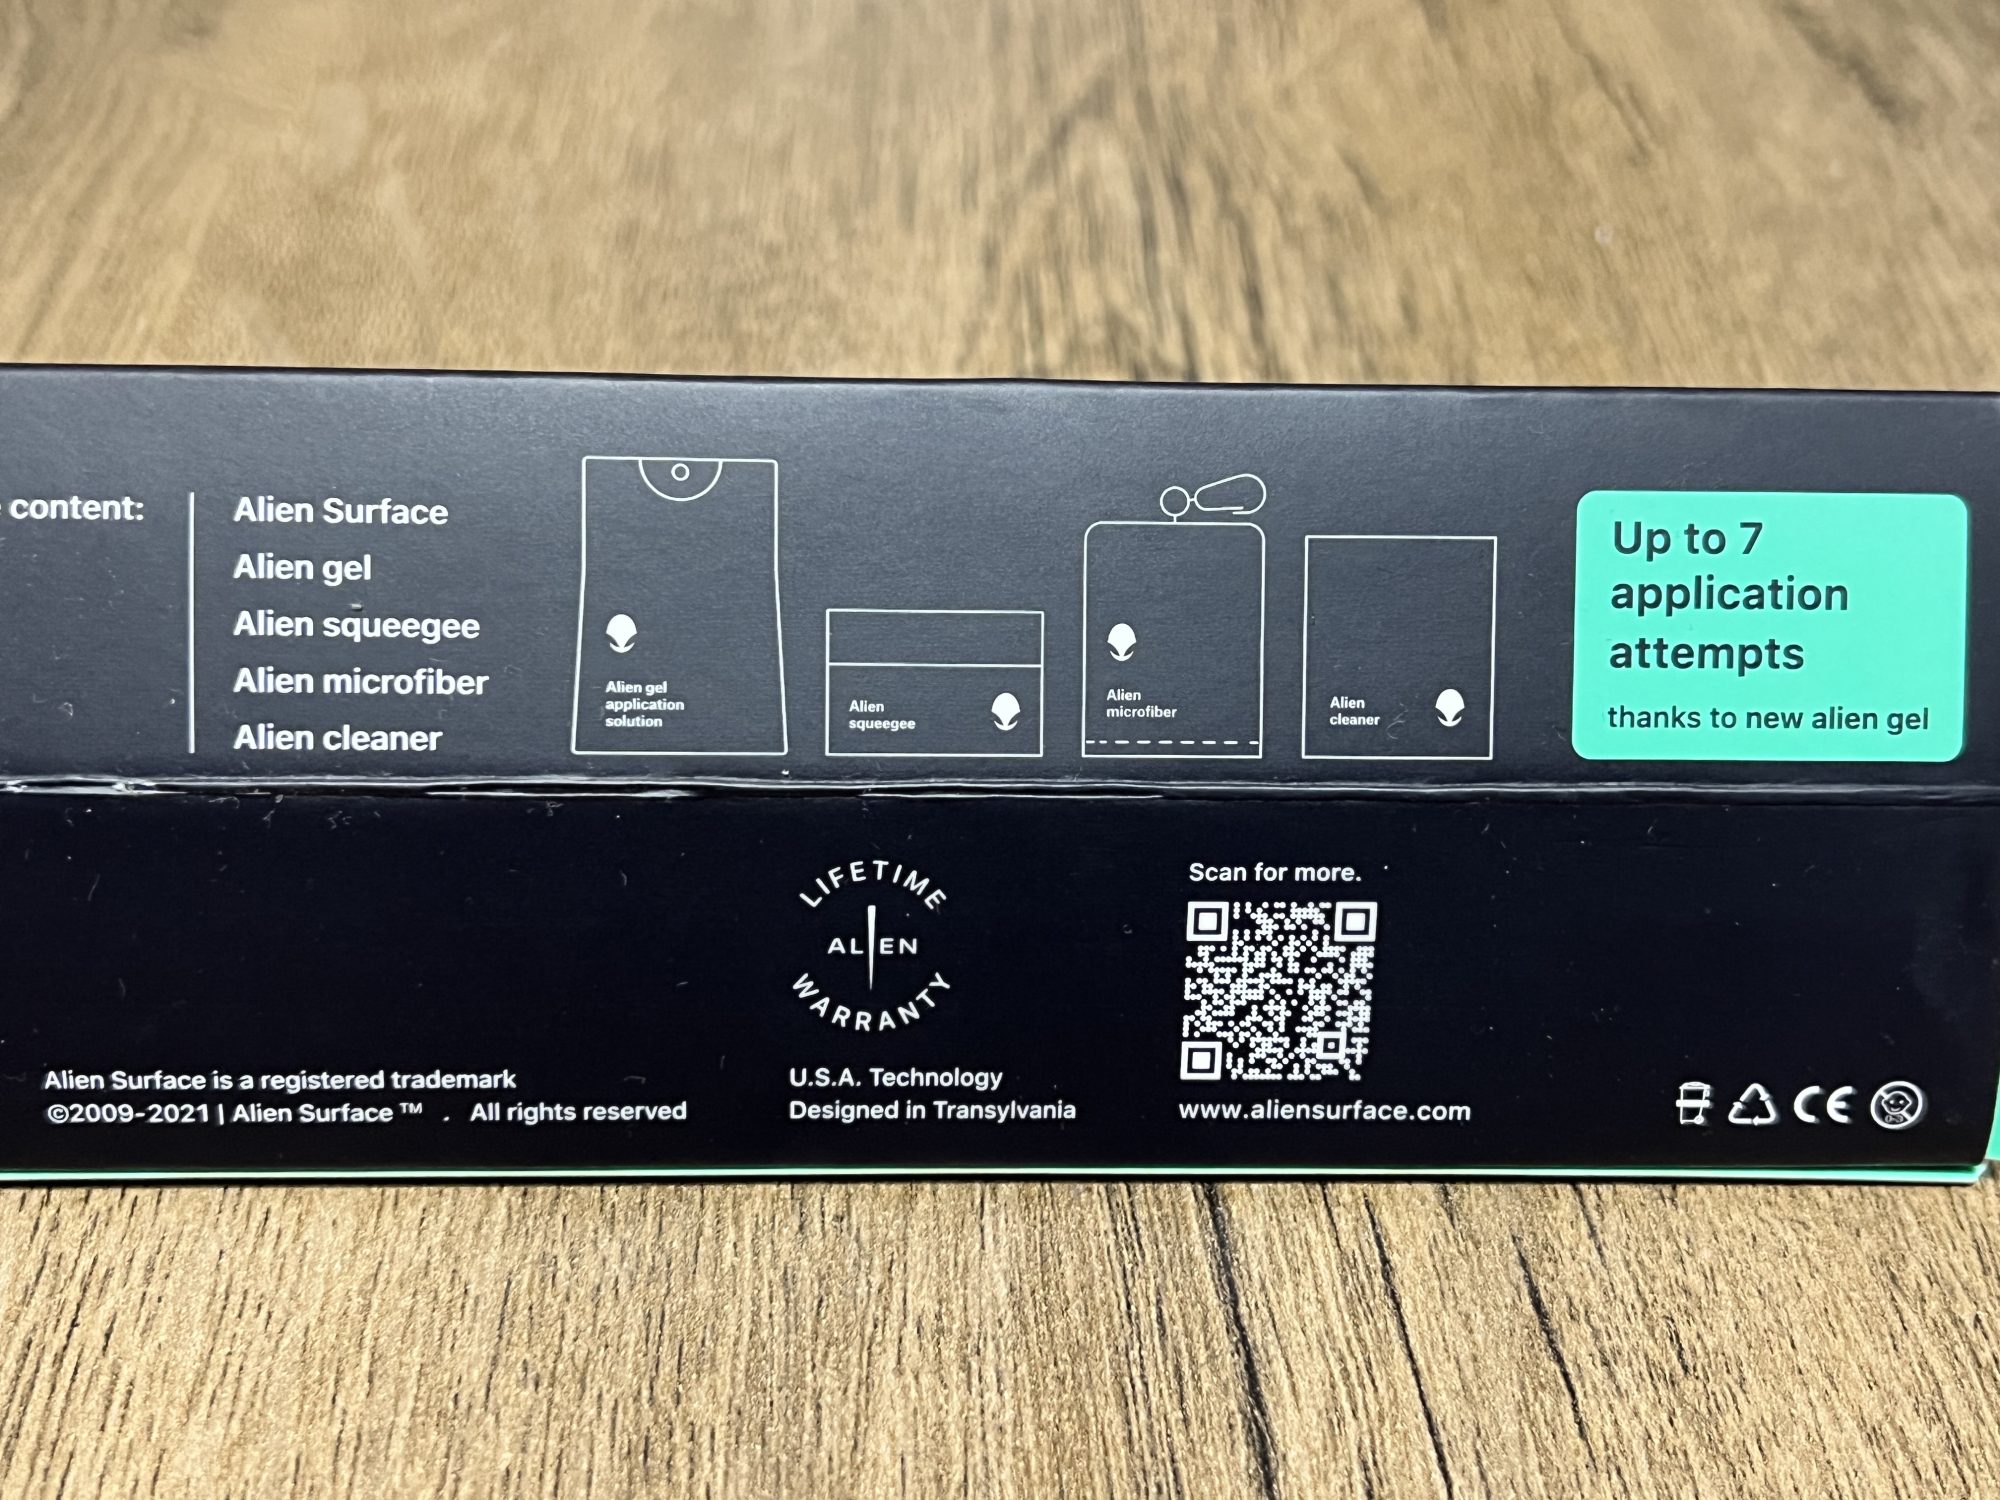 content:
Alien Surface
Alien gel
Alien squeegee
Alien microfiber
Alien cleaner
Alien gel
application
solution
Alien
squeegee
Alien
microfiber
Alien
cleaner
Up to 7
application
attempts
thanks to new alien gel
LIFETIME
ALIEN
WARRANTY
Scan for more.
Alien Surface is a registered trademark
©2009-2021 | Alien Surface ™ . All rights reserved
U.S.A. Technology
Designed in Transylvania
www.aliensurface.com
CE